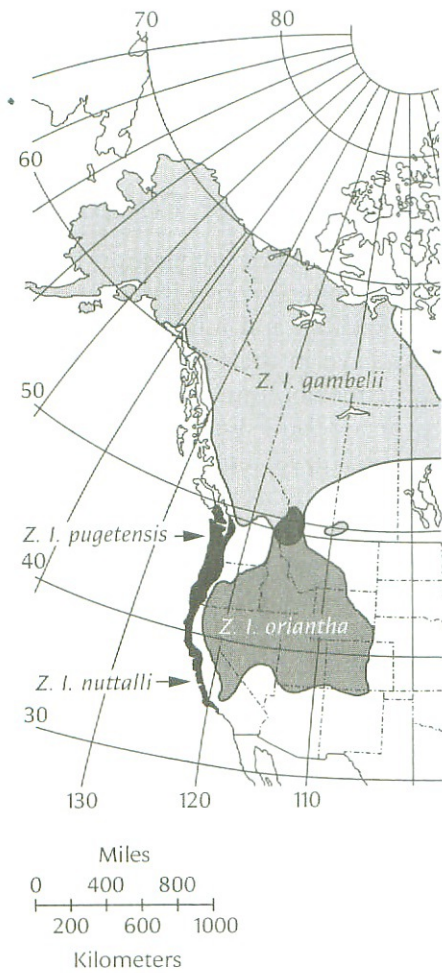 70
80
60
Z. l. gambelii
50
Z. l. pugetensis
40
Z. l. oriantha
Z. l. nuttalli
30
130
120
110
Miles
0 400 800
200 600 1000
Kilometers